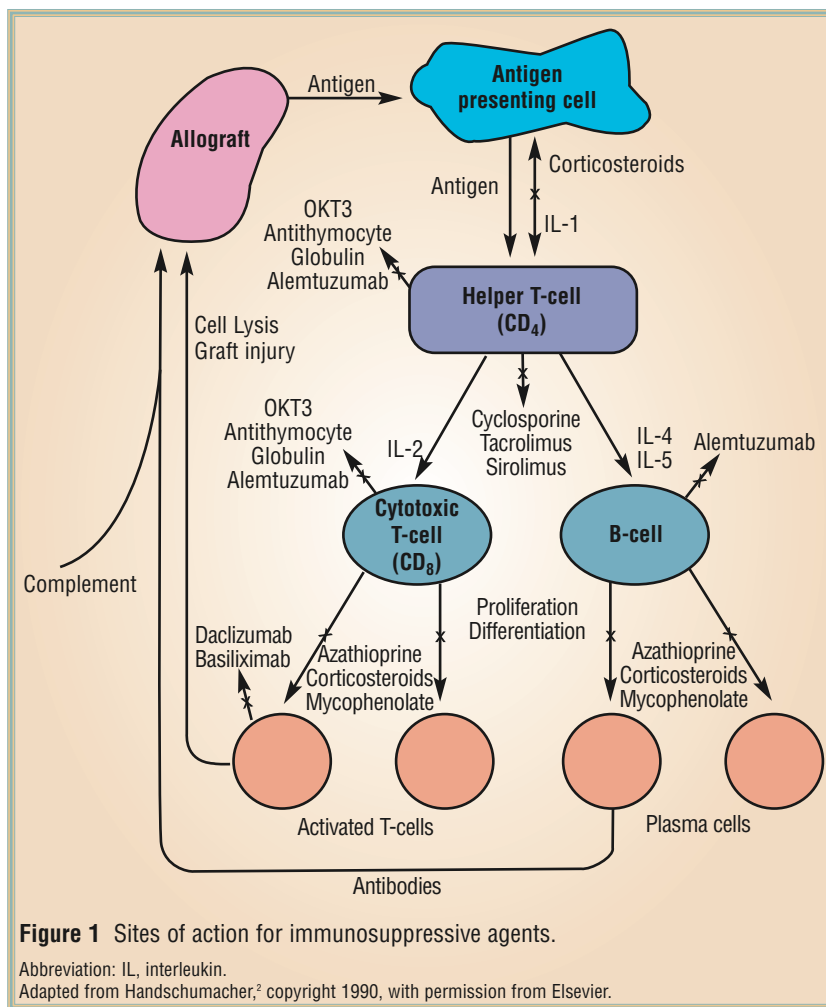 Antigen
Antigen
presenting cell
Allograft
Corticosteroids
Antigen
IL-1
OKT3
Antithymocyte
Globulin
Alemtuzumab
Helper T-cell
(CD₄)
Cell Lysis
Graft injury
OKT3
Antithymocyte
Globulin
Alemtuzumab
IL-2
Cyclosporine
Tacrolimus
Sirolimus
IL-4
IL-5
Alemtuzumab
Cytotoxic
T-cell
(CD₈)
B-cell
Complement
Proliferation
Differentiation
Daclizumab
Basiliximab
Azathioprine
Corticosteroids
Mycophenolate
Azathioprine
Corticosteroids
Mycophenolate
Activated T-cells
Plasma cells
Antibodies
Figure 1 Sites of action for immunosuppressive agents.
Abbreviation: IL, interleukin.
Adapted from Handschumacher,² copyright 1990, with permission from Elsevier.